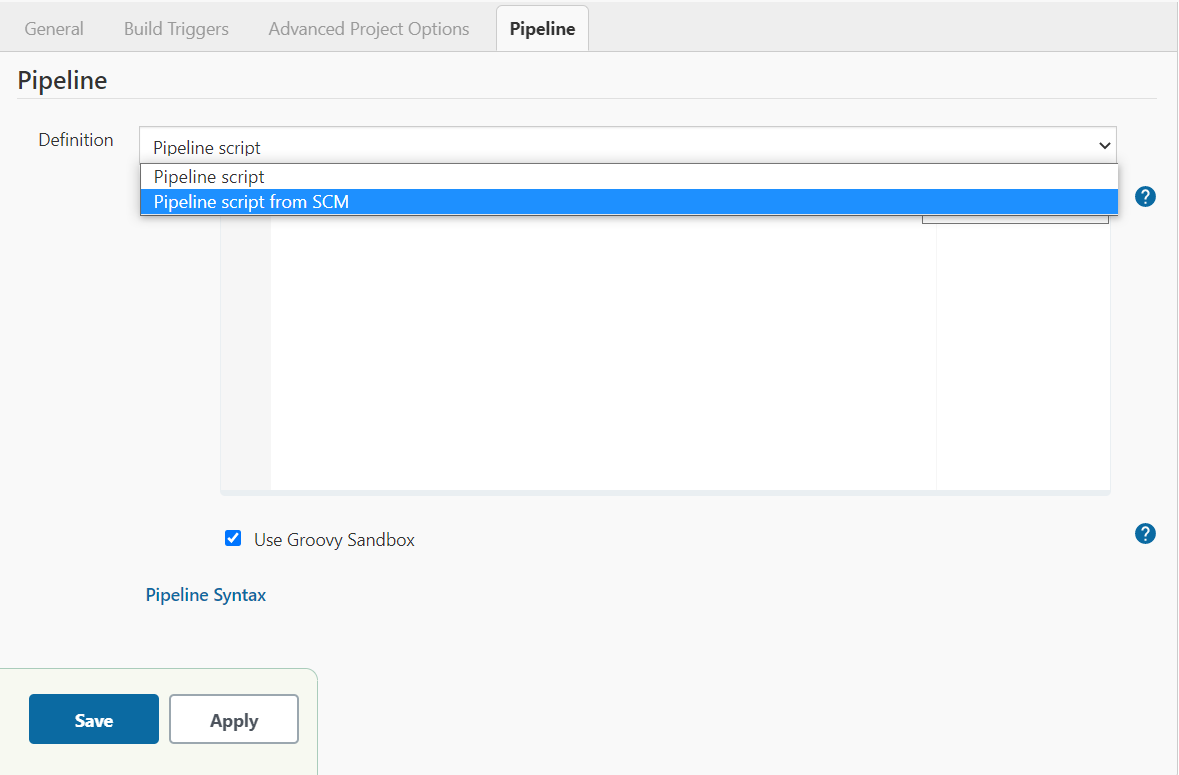 General Build Triggers Advanced Project Options Pipeline
Pipeline
Definition Pipeline script
Pipeline script
Pipeline script from SCM
?
Use Groovy Sandbox ?
Pipeline Syntax
Save Apply